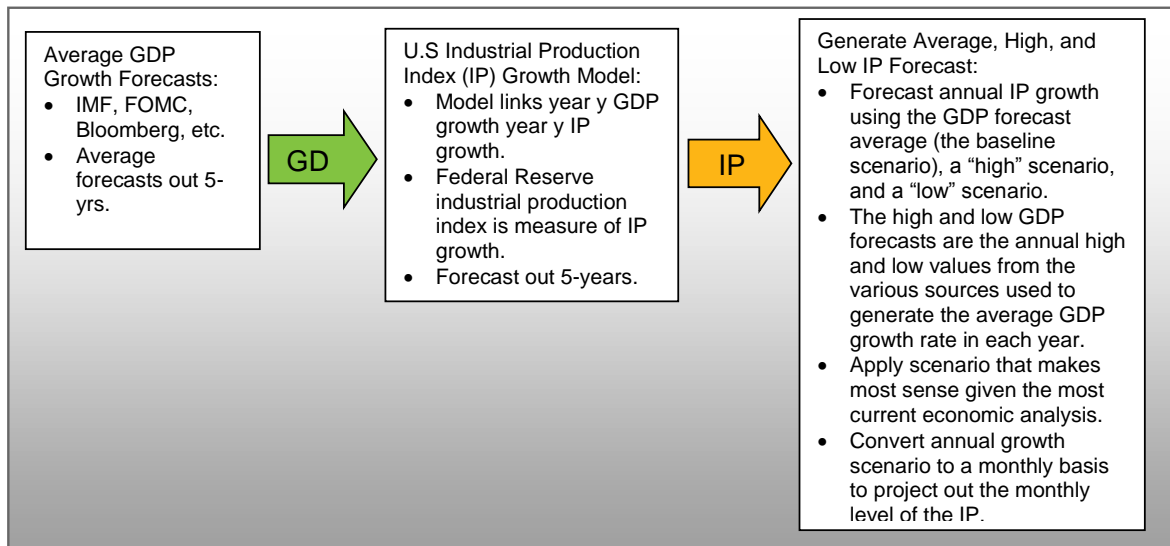 Average GDP
Growth Forecasts:
• IMF, FOMC,
Bloomberg, etc.
• Average
forecasts out 5-
yrs.
GD
U.S Industrial Production
Index (IP) Growth Model:
• Model links year y GDP
growth year y IP
growth.
• Federal Reserve
industrial production
index is measure of IP
growth.
• Forecast out 5-years.
IP
Generate Average, High, and
Low IP Forecast:
• Forecast annual IP growth
using the GDP forecast
average (the baseline
scenario), a “high” scenario,
and a “low” scenario.
• The high and low GDP
forecasts are the annual high
and low values from the
various sources used to
generate the average GDP
growth rate in each year.
• Apply scenario that makes
most sense given the most
current economic analysis.
• Convert annual growth
scenario to a monthly basis
to project out the monthly
level of the IP.